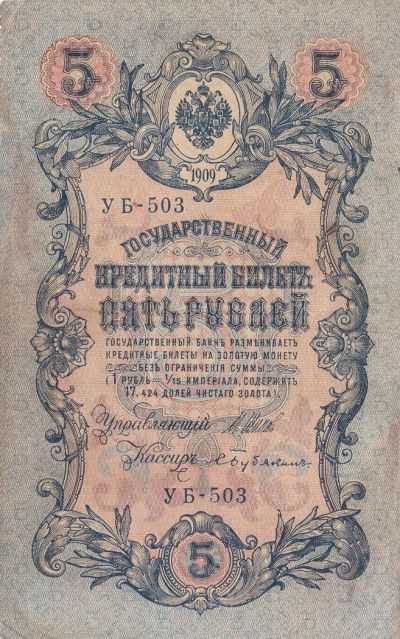 5 5
1909
УБ-503
ГОСУДАРСТВЕННЫЙ
КРЕДИТНЫЙ БИЛЕТЪ
ПЯТЬ РУБЛЕЙ
ГОСУДАРСТВЕННЫЙ БАНКЪ РАЗМѢНИВАЕТЪ
КРЕДИТНЫЕ БИЛЕТЫ НА ЗОЛОТУЮ МОНЕТУ
БЕЗЪ ОГРАНИЧЕНІЯ СУММЫ
(1 РУБЛЬ = 1/15 ИМПЕРІАЛА, СОДЕРЖИТЪ
17,424 ДОЛЕЙ ЧИСТАГО ЗОЛОТА)
Управляющій
Кассиръ
УБ-503
5